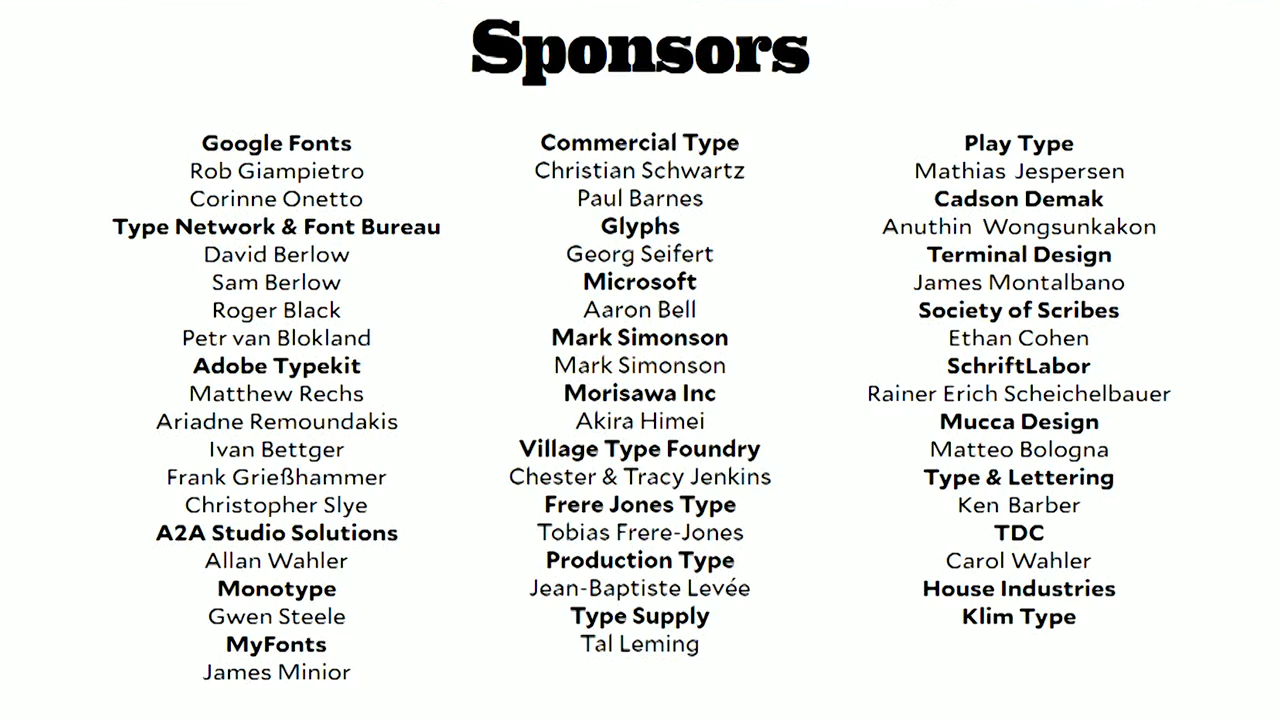 Sponsors
Google Fonts
Rob Giampietro
Corinne Onetto
Type Network & Font Bureau
David Berlow
Sam Berlow
Roger Black
Petr van Blokland
Adobe Typekit
Matthew Rechs
Ariadne Remoundakis
Ivan Bettger
Frank Grießhammer
Christopher Slye
A2A Studio Solutions
Allan Wahler
Monotype
Gwen Steele
MyFonts
James Minior
Commercial Type
Christian Schwartz
Paul Barnes
Glyphs
Georg Seifert
Microsoft
Aaron Bell
Mark Simonson
Mark Simonson
Morisawa Inc
Akira Himei
Village Type Foundry
Chester & Tracy Jenkins
Frere Jones Type
Tobias Frere-Jones
Production Type
Jean-Baptiste Levée
Type Supply
Tal Leming
Play Type
Mathias Jespersen
Cadson Demak
Anuthin Wongsunkakon
Terminal Design
James Montalbano
Society of Scribes
Ethan Cohen
SchriftLabor
Rainer Erich Scheichelbauer
Mucca Design
Matteo Bologna
Type & Lettering
Ken Barber
TDC
Carol Wahler
House Industries
Klim Type